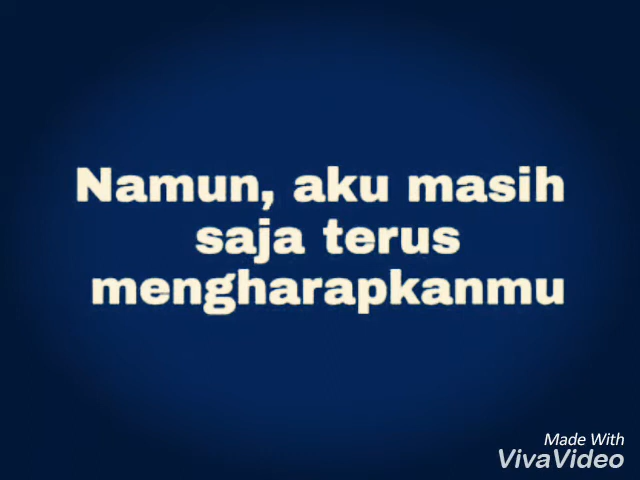 Namun, aku masih
saja terus
mengharapkanmu
Made With
VivaVideo